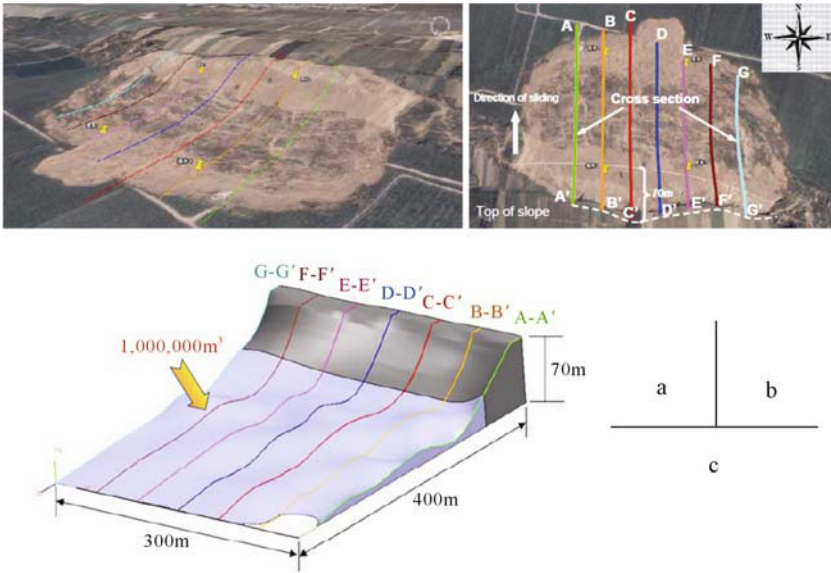 N
W E
S
A B C D E F G
Direction of sliding
Cross section
70m
A' B' C' D' E' F' G'
Top of slope
G-G' F-F' E-E' D-D' C-C' B-B' A-A'
1,000,000m³
70m
400m
300m
a b
c